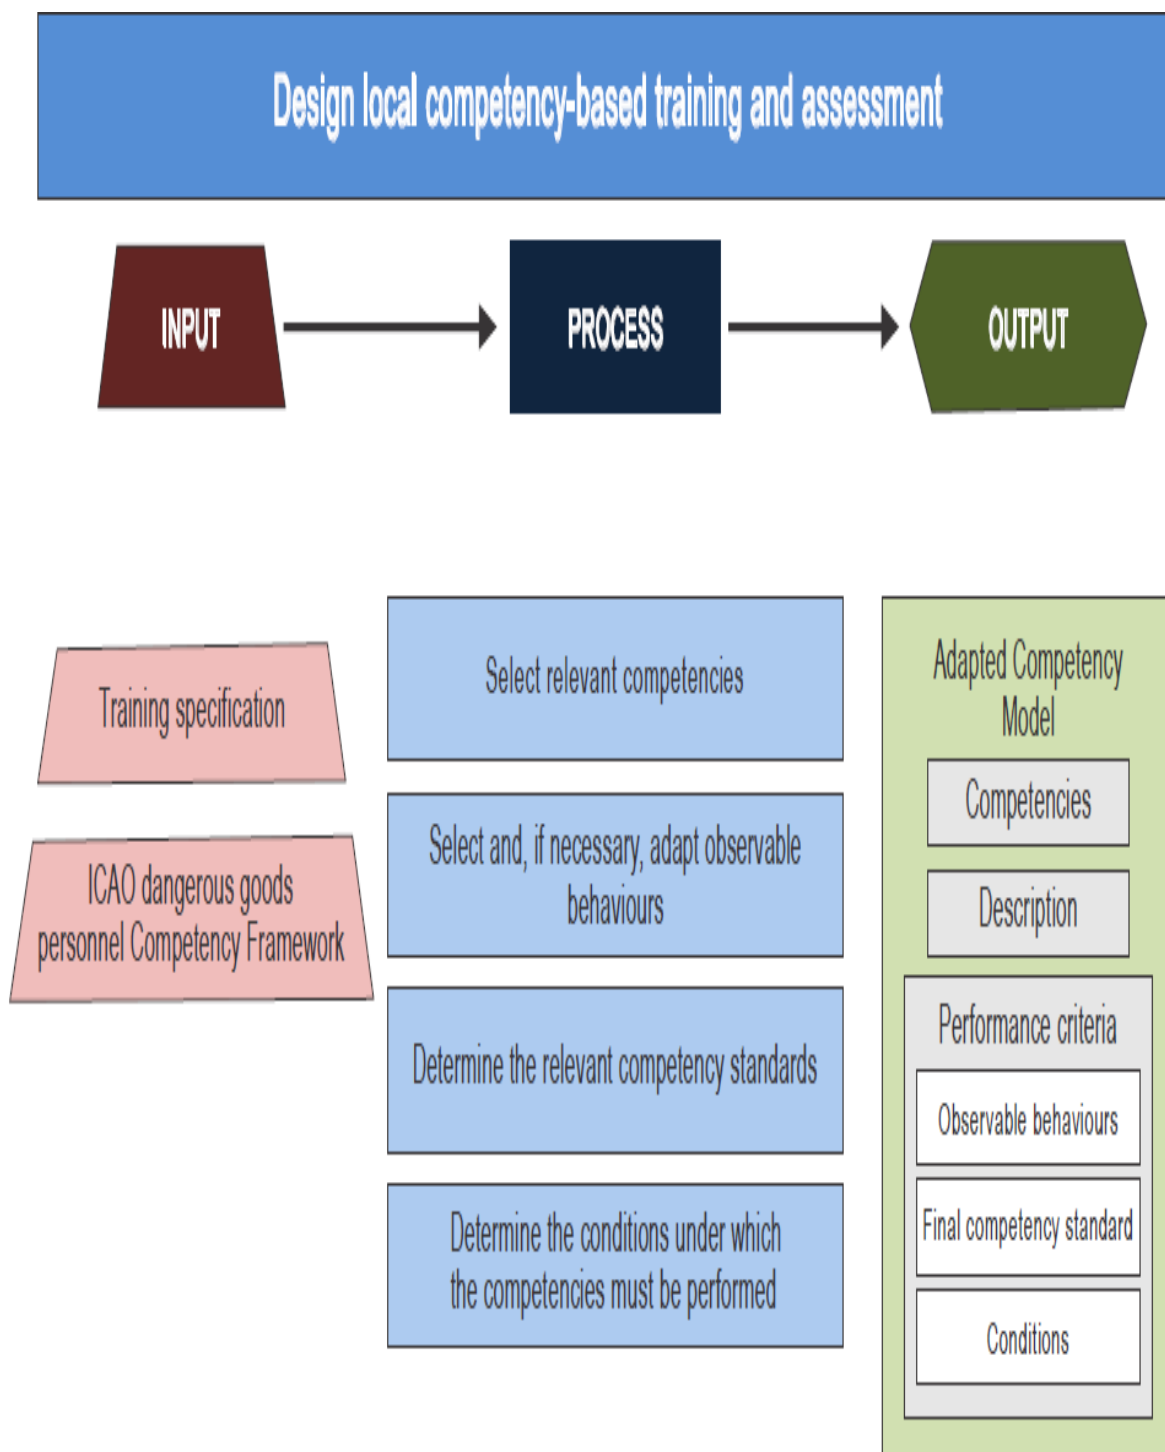 Design local competency-based training and assessment
INPUT
PROCESS
OUTPUT
Training specification
ICAO dangerous goods
personnel Competency Framework
Select relevant competencies
Select and, if necessary, adapt observable
behaviours
Determine the relevant competency standards
Determine the conditions under which
the competencies must be performed
Adapted Competency
Model
Competencies
Description
Performance criteria
Observable behaviours
Final competency standard
Conditions